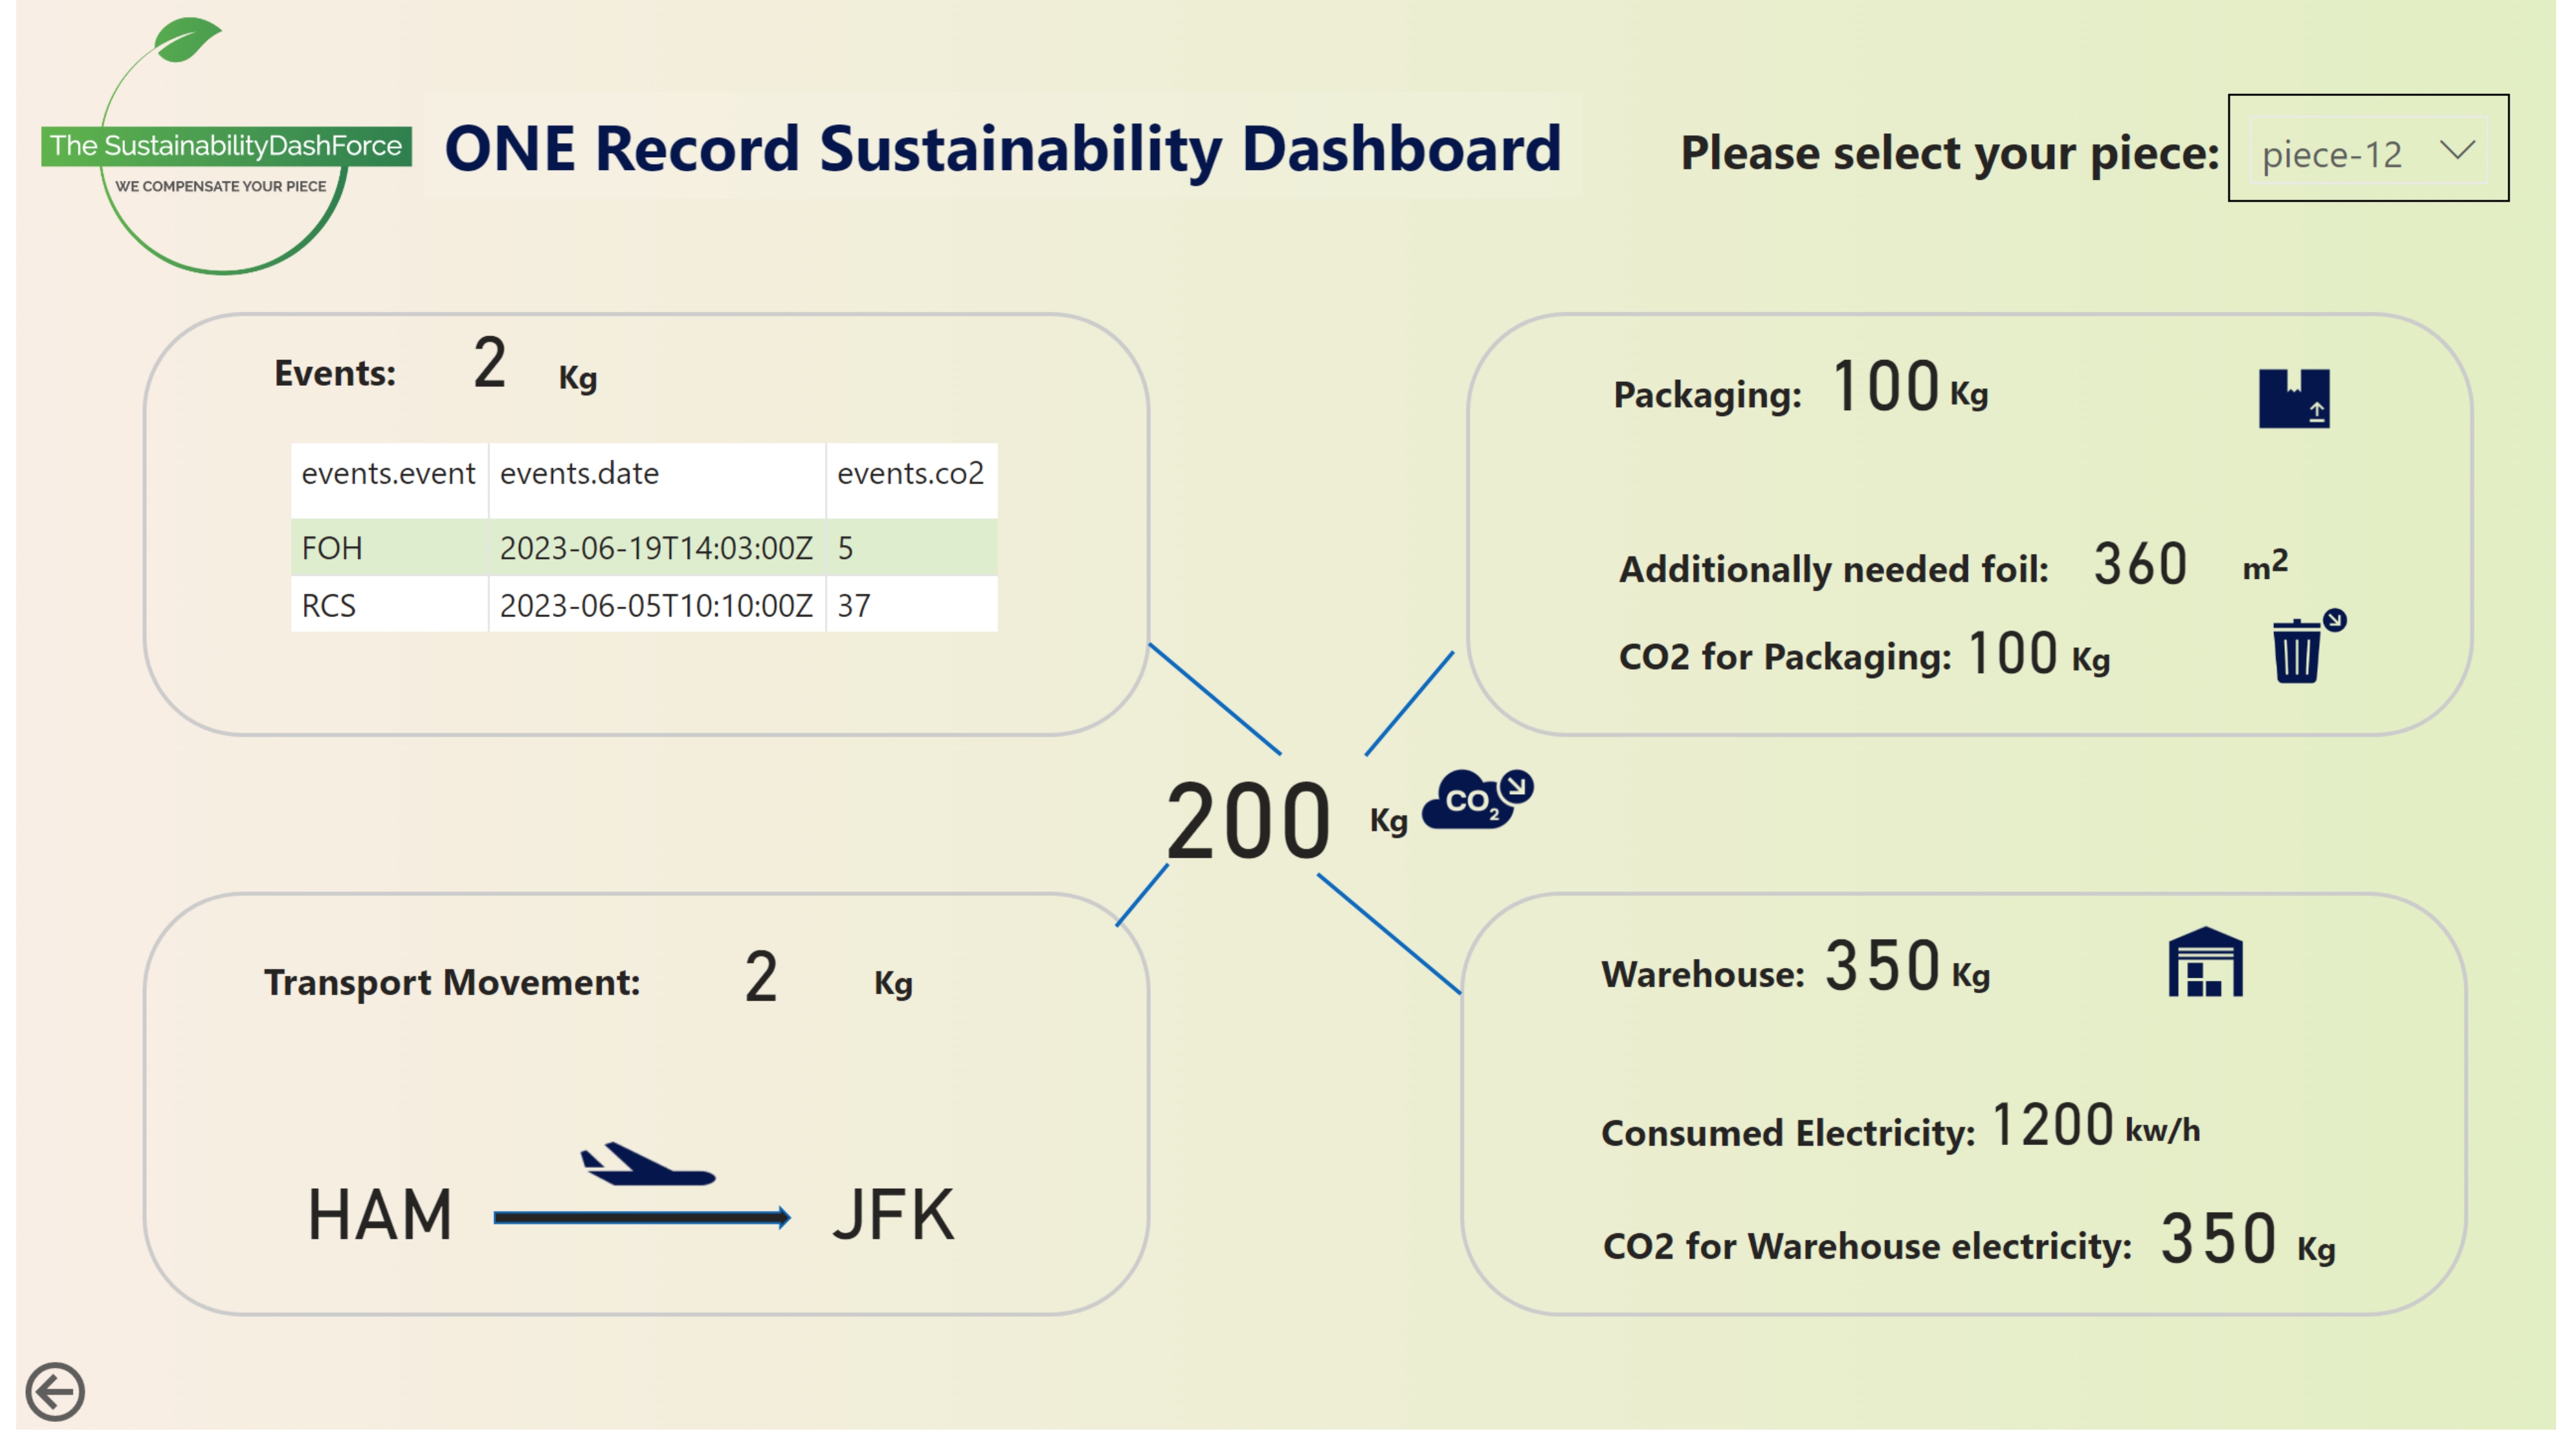 The SustainabilityDashForce
WE COMPENSATE YOUR PIECE
ONE Record Sustainability Dashboard
Please select your piece: piece-12
Events: 2 Kg
events.event events.date events.co2
FOH 2023-06-19T14:03:00Z 5
RCS 2023-06-05T10:10:00Z 37
Packaging: 100 Kg
Additionally needed foil: 360 m2
CO2 for Packaging: 100 Kg
200 Kg CO2
Transport Movement: 2 Kg
HAM JFK
Warehouse: 350 Kg
Consumed Electricity: 1200 kw/h
CO2 for Warehouse electricity: 350 Kg